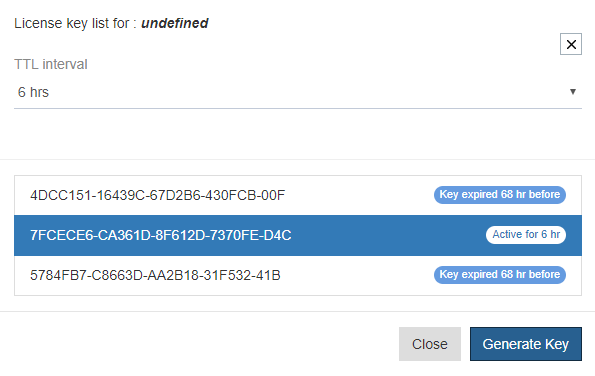 License key list for : undefined
TTL interval
6 hrs
4DCC151-16439C-67D2B6-430FCB-00F Key expired 68 hr before
7FCECE6-CA361D-8F612D-7370FE-D4C Active for 6 hr
5784FB7-C8663D-AA2B18-31F532-41B Key expired 68 hr before
Close Generate Key